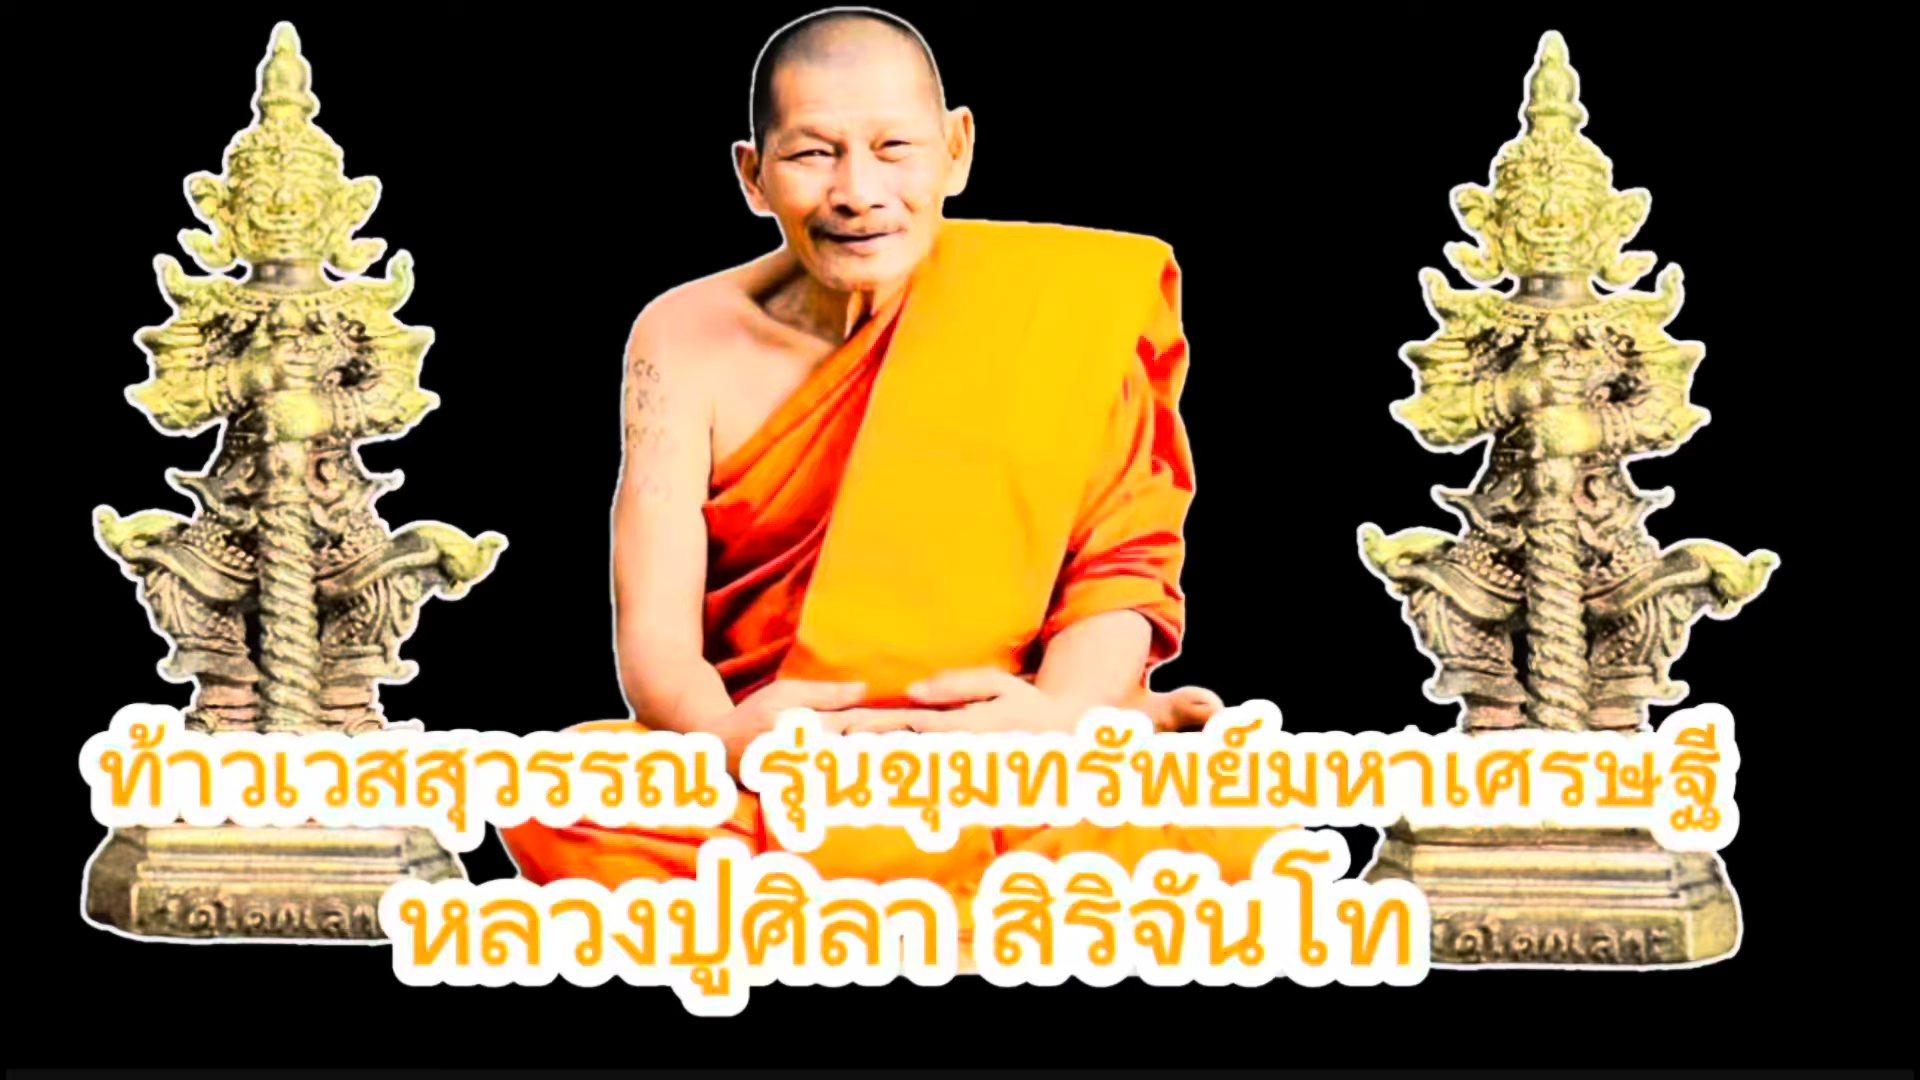 ท้าวเวสสุวรรณ รุ่นขุมทรัพย์มหาเศรษฐี
หลวงปู่ศิลา สิริจันโท